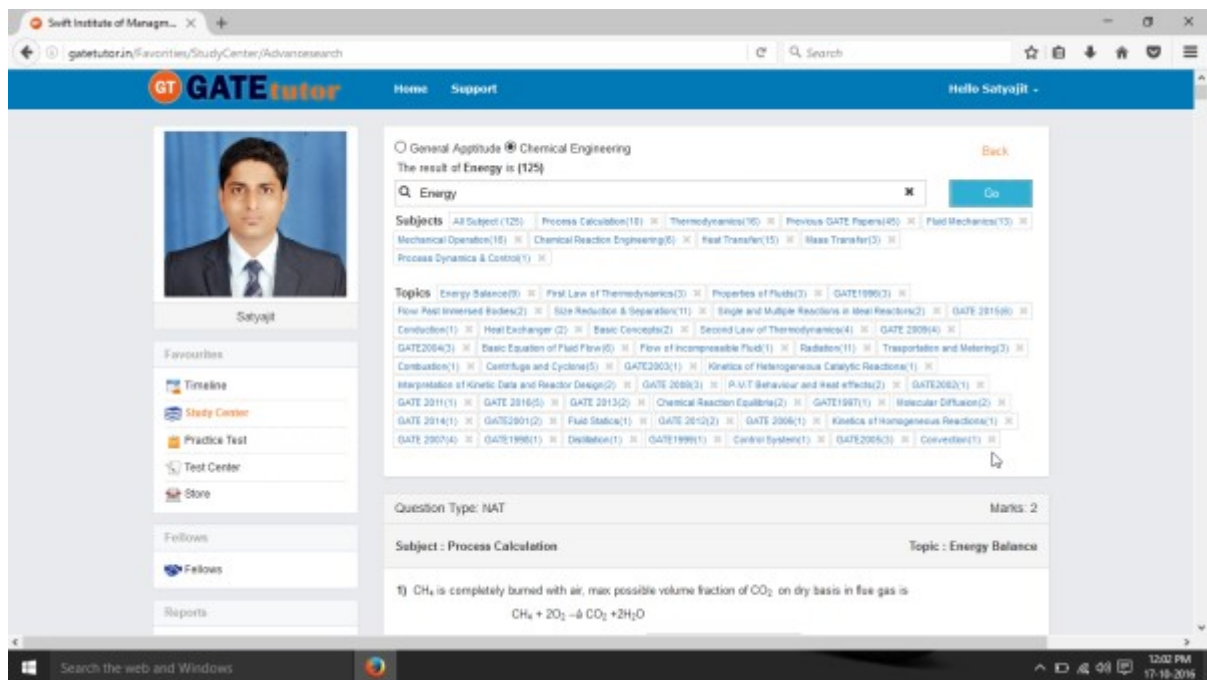 Swift Institute of Managm...
gatetutor.in/Favorities/StudyCenter/Advancesearch
Search
GT GATEtutor
Home Support
Hello Satyajit
General Apptitude Chemical Engineering
Back
The result of Energy is (125)
Energy
Go
Subjects All Subject (125) Process Calculation(10) Thermodynamics(16) Previous GATE Papers(45) Fluid Mechanics(13)
Mechanical Operation(16) Chemical Reaction Engineering(6) Heat Transfer(15) Mass Transfer(3)
Process Dynamics & Control(1)
Topics Energy Balance(9) First Law of Thermodynamics(3) Properties of Fluids(3) GATE1996(3)
Flow Past Immersed Bodies(2) Size Reduction & Separation(11) Single and Multiple Reactions in Ideal Reactors(2) GATE 2015(6)
Conduction(1) Heat Exchanger (2) Basic Concepts(2) Second Law of Thermodynamics(4) GATE 2009(4)
GATE2004(3) Basic Equation of Fluid Flow(6) Flow of Incompressible Fluid(1) Radiation(11) Trasportation and Metering(3)
Combustion(1) Centrifuge and Cyclone(5) GATE2003(1) Kinetics of Heterogeneous Catalytic Reactions(1)
Interpretation of Kinetic Data and Reactor Design(2) GATE 2008(3) P-V-T Behaviour and Heat effects(2) GATE2002(1)
GATE 2011(1) GATE 2016(5) GATE 2013(2) Chemical Reaction Equilibria(2) GATE1997(1) Molecular Diffusion(2)
GATE 2014(1) GATE2001(2) Fluid Statics(1) GATE 2012(2) GATE 2006(1) Kinetics of Homogeneous Reactions(1)
GATE 2007(4) GATE1998(1) Distillation(1) GATE1999(1) Control System(1) GATE2005(3) Convection(1)
Satyajit
Favourites
Timeline
Study Center
Practice Test
Test Center
Store
Fellows
Fellows
Reports
Question Type: NAT
Marks: 2
Subject : Process Calculation
Topic : Energy Balance
1) CH₄ is completely burned with air, max possible volume fraction of CO₂ on dry basis in flue gas is
CH₄ + 2O₂ –à CO₂ +2H₂O
Search the web and Windows
12:02 PM
17-10-2016